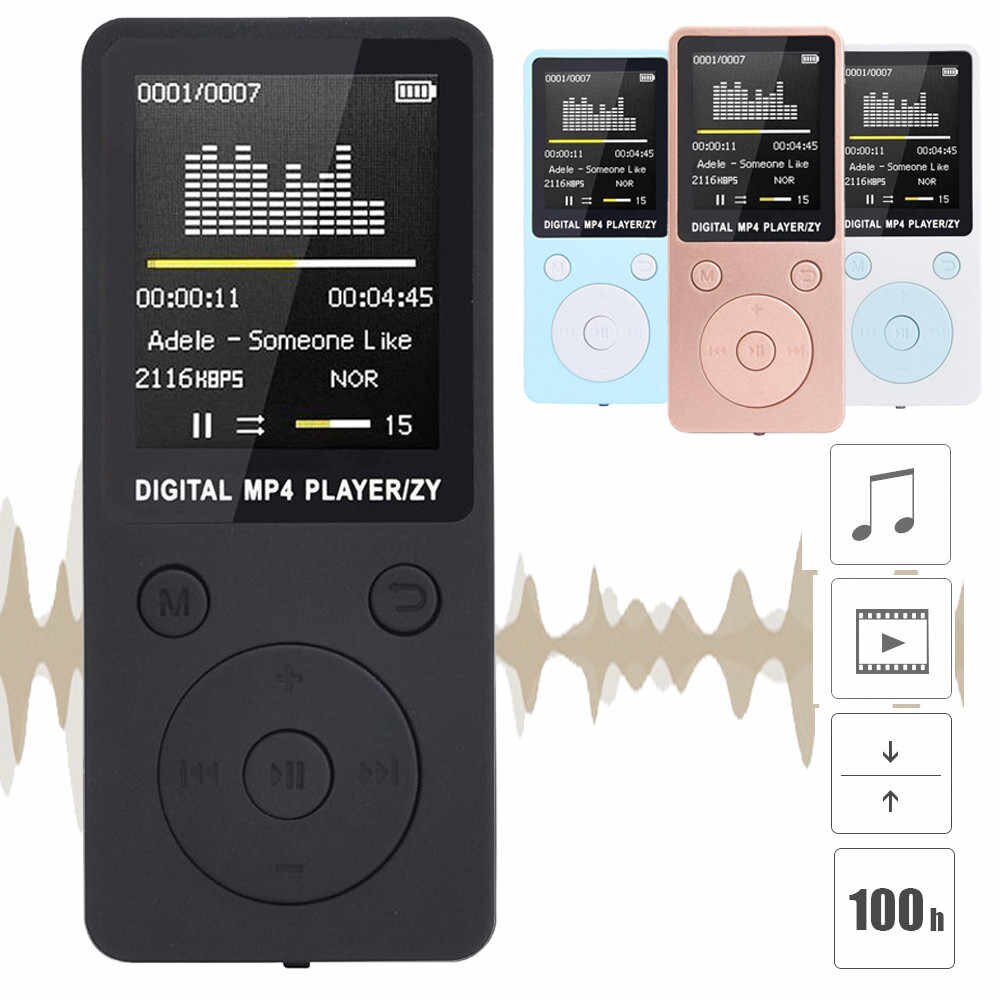 0001/0007
00:00:11 00:04:45
Adele - Someone Like
2116KBPS NOR
15
DIGITAL MP4 PLAYER/ZY
M
0001/0007
00:00:11 00:04:45
Adele - Someone Like
2116KBPS NOR
15
DIGITAL MP4 PLAYER/ZY
M
0001/0007
00:00:11 00:04:45
Adele - Someone Like
2116KBPS NOR
15
DIGITAL MP4 PLAYER/ZY
M
0001/0007
00:00:11 00:04:45
Adele - Someone Like
2116KBPS NOR
15
DIGITAL MP4 PLAYER/ZY
M
100h